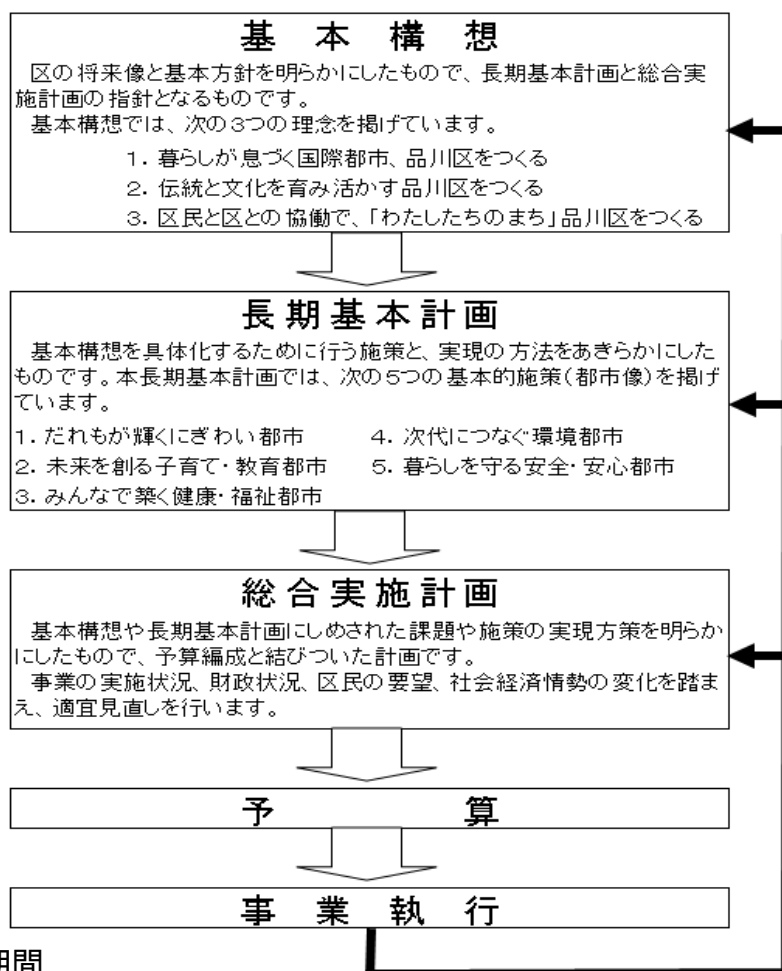 基本構想
区の将来像と基本方針を明らかにしたもので、長期基本計画と総合実
施計画の指針となるものです。
基本構想では、次の3つの理念を掲げています。
1. 暮らしが息づく国際都市、品川区をつくる
2. 伝統と文化を育み活かす品川区をつくる
3. 区民と区との協働で、「わたしたちのまち」品川区をつくる
長期基本計画
基本構想を具体化するために行う施策と、実現の方法をあきらかにした
ものです。本長期基本計画では、次の5つの基本的施策(都市像)を掲げ
ています。
1. だれもが輝くにぎわい都市
2. 未来を創る子育て・教育都市
3. みんなで築く健康・福祉都市
4. 次代につなぐ環境都市
5. 暮らしを守る安全・安心都市
総合実施計画
基本構想や長期基本計画にしめされた課題や施策の実現方策を明らか
にしたもので、予算編成と結びついた計画です。
事業の実施状況、財政状況、区民の要望、社会経済情勢の変化を踏ま
え、適宜見直しを行います。
予算
事業執行
期間